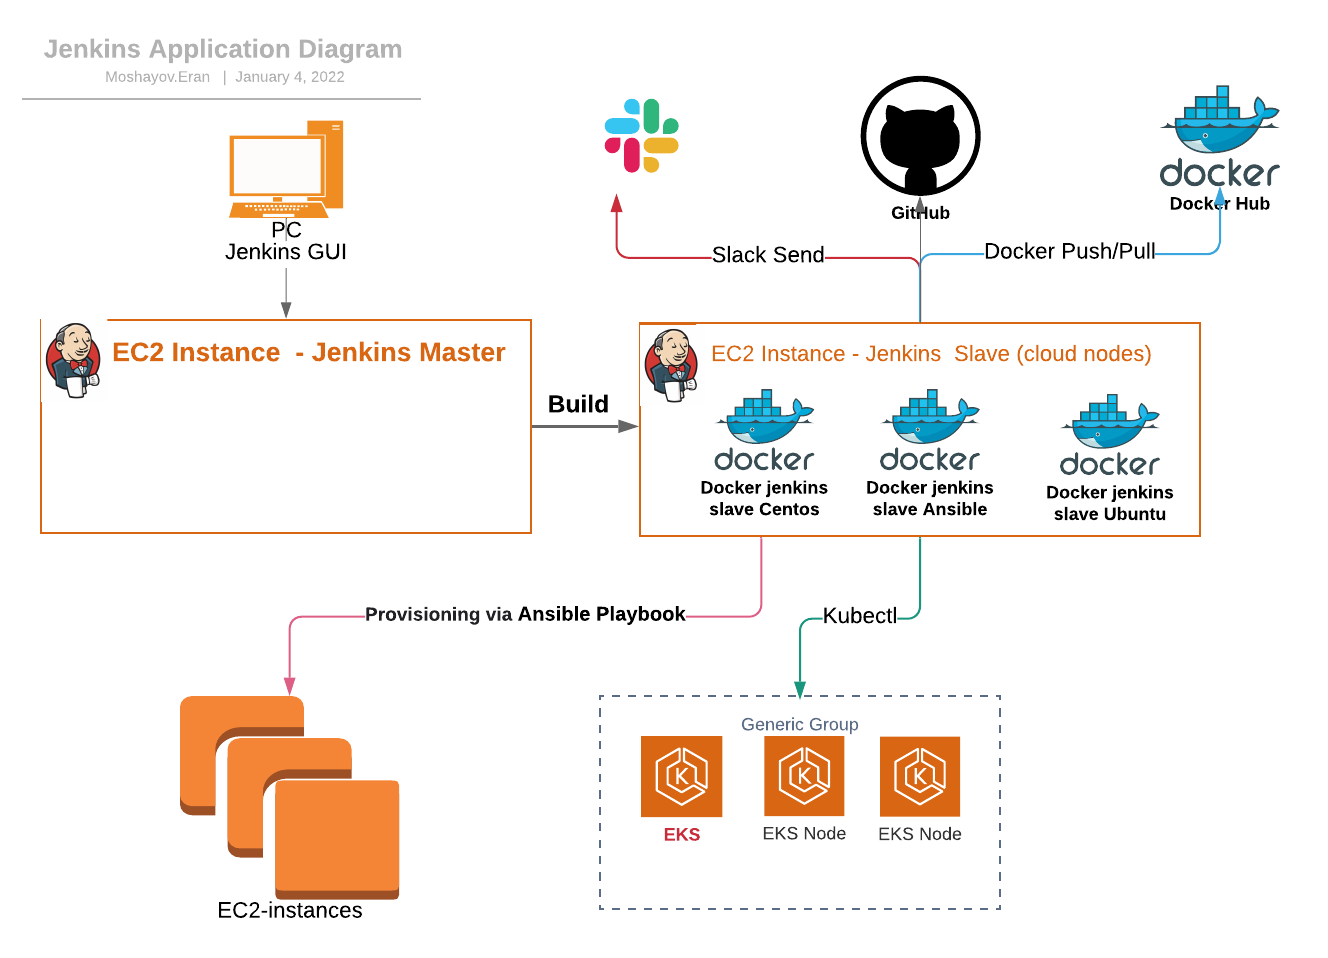 Jenkins Application Diagram
Moshayov.Eran | January 4, 2022
PC
Jenkins GUI
GitHub
docker
Docker Hub
Slack Send
Docker Push/Pull
EC2 Instance - Jenkins Master
Build
EC2 Instance - Jenkins Slave (cloud nodes)
docker
Docker jenkins
slave Centos
docker
Docker jenkins
slave Ansible
docker
Docker jenkins
slave Ubuntu
Provisioning via Ansible Playbook
Kubectl
EC2-instances
Generic Group
K
EKS
K
EKS Node
K
EKS Node